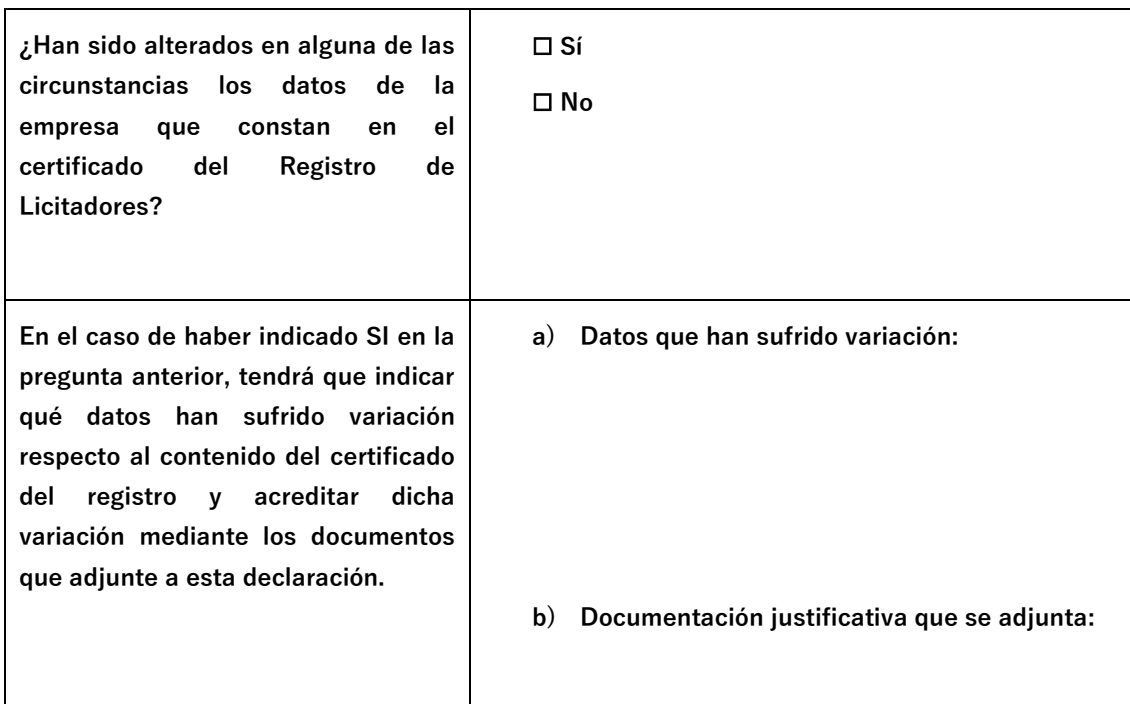 ¿Han sido alterados en alguna de las
circunstancias los datos de la
empresa que constan en el
certificado del Registro de
Licitadores?
☐ Sí
☐ No
En el caso de haber indicado SI en la
pregunta anterior, tendrá que indicar
qué datos han sufrido variación
respecto al contenido del certificado
del registro y acreditar dicha
variación mediante los documentos
que adjunte a esta declaración.
a) Datos que han sufrido variación:
b) Documentación justificativa que se adjunta: